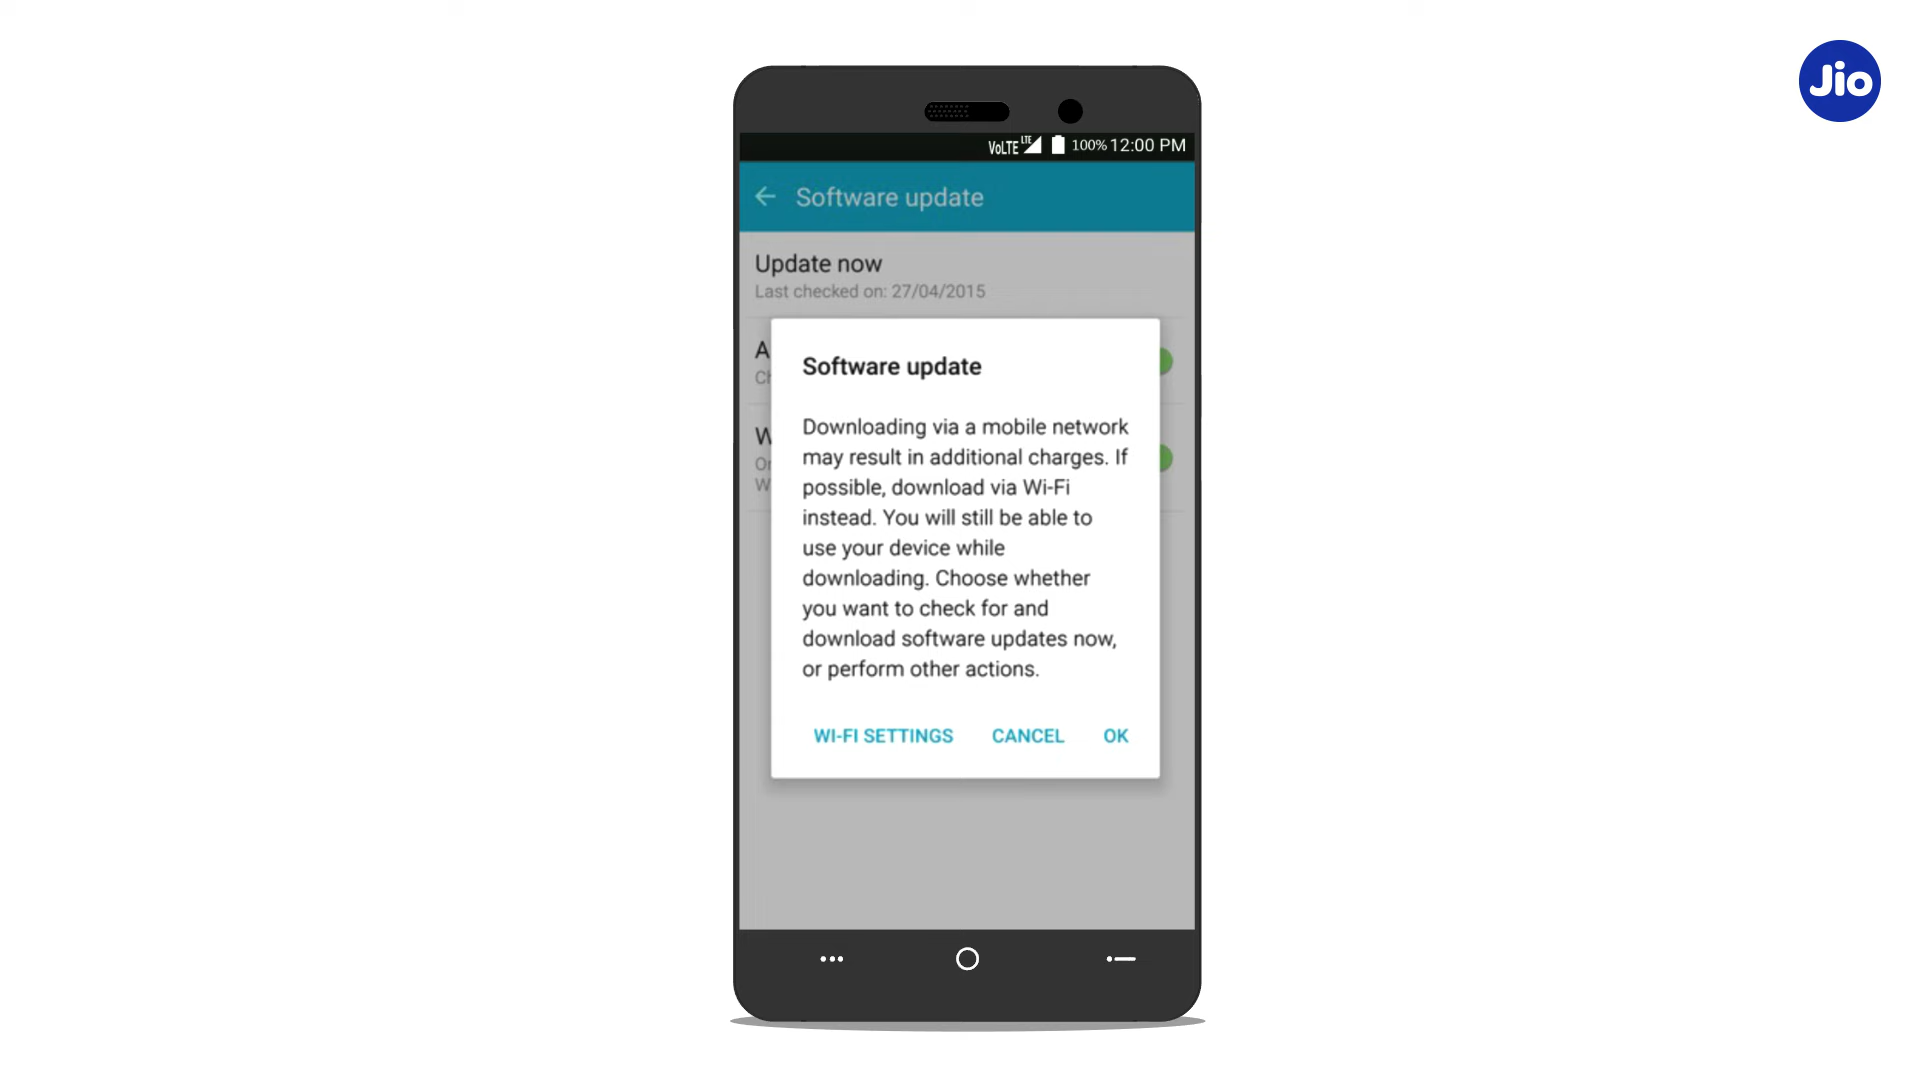 Jio
VoLTE LTE 100% 12:00 PM
Software update
Update now
Last checked on: 27/04/2015
Software update
Downloading via a mobile network
may result in additional charges. If
possible, download via Wi-Fi
instead. You will still be able to
use your device while
downloading. Choose whether
you want to check for and
download software updates now,
or perform other actions.
WI-FI SETTINGS CANCEL OK